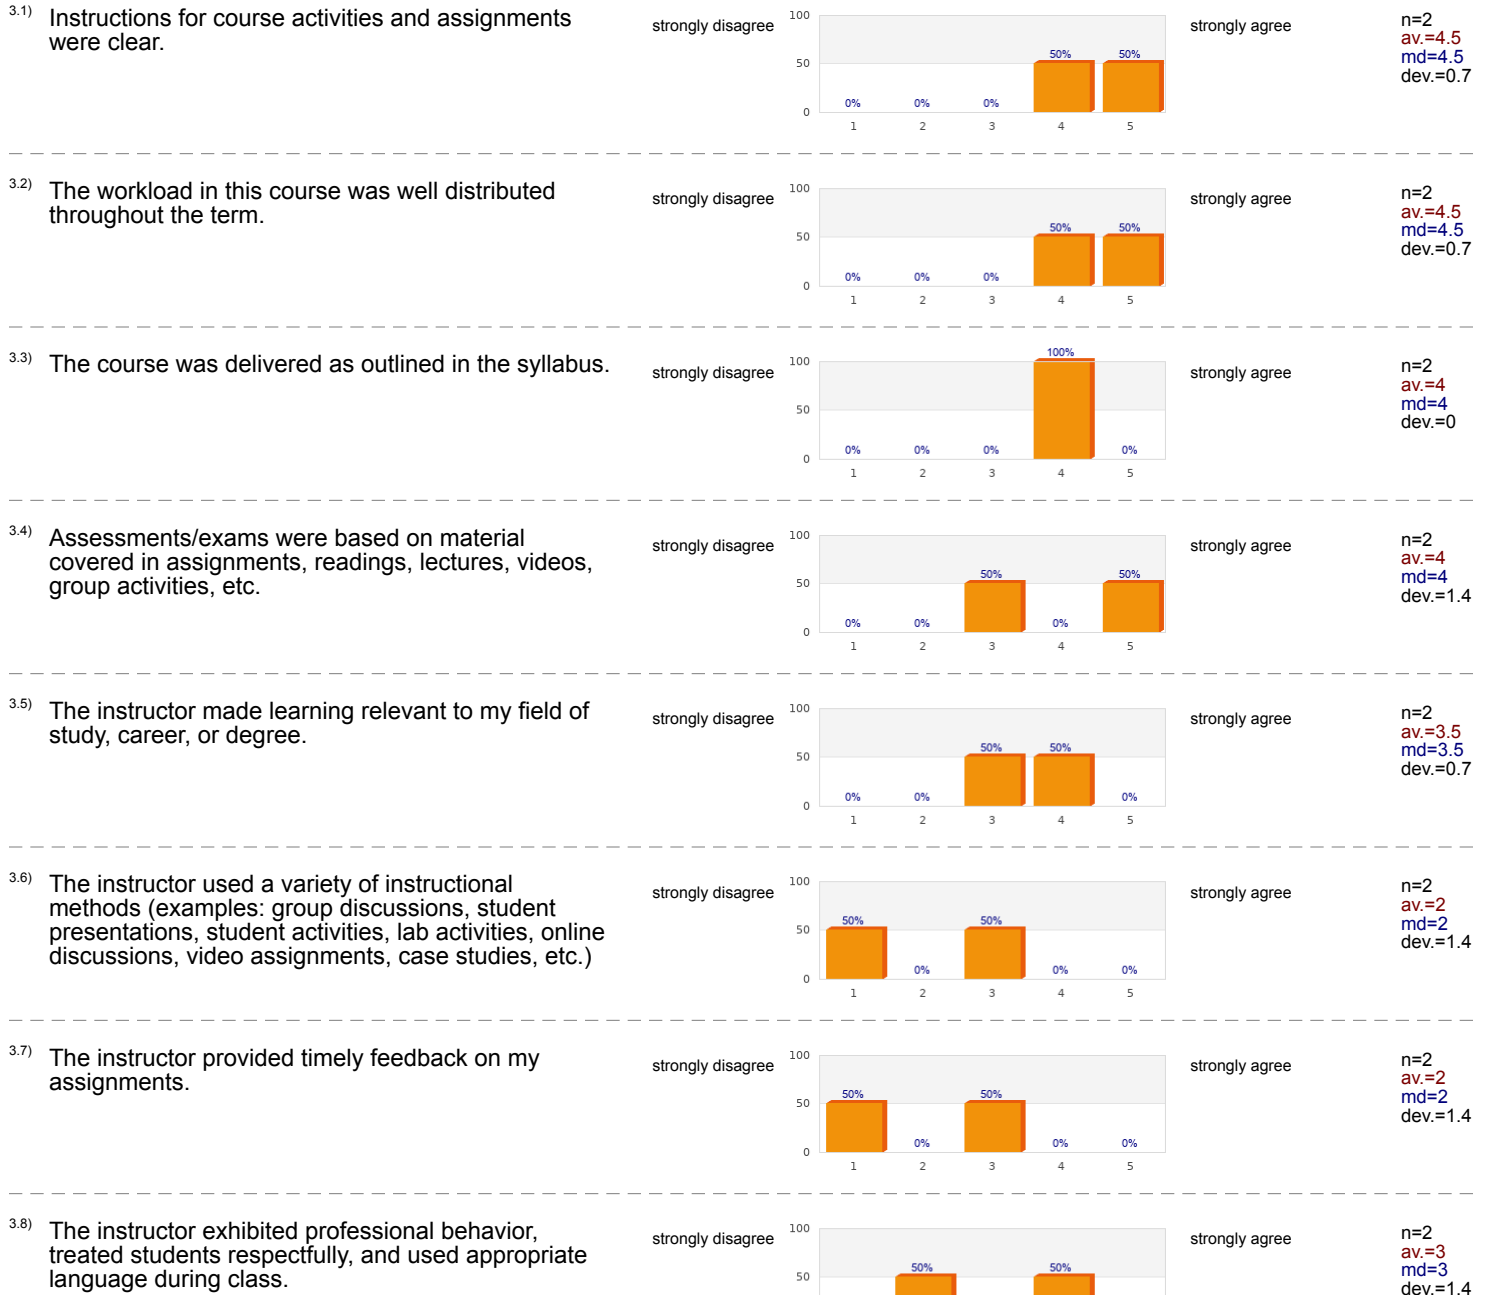 3.1) Instructions for course activities and assignments
were clear.
strongly disagree
100
50
0
0%
0%
0%
50%
50%
1
2
3
4
5
strongly agree
n=2
av.=4.5
md=4.5
dev.=0.7
3.2) The workload in this course was well distributed
throughout the term.
strongly disagree
100
50
0
0%
0%
0%
50%
50%
1
2
3
4
5
strongly agree
n=2
av.=4.5
md=4.5
dev.=0.7
3.3) The course was delivered as outlined in the syllabus.
strongly disagree
100
50
0
0%
0%
0%
100%
0%
1
2
3
4
5
strongly agree
n=2
av.=4
md=4
dev.=0
3.4) Assessments/exams were based on material
covered in assignments, readings, lectures, videos,
group activities, etc.
strongly disagree
100
50
0
0%
0%
50%
0%
50%
1
2
3
4
5
strongly agree
n=2
av.=4
md=4
dev.=1.4
3.5) The instructor made learning relevant to my field of
study, career, or degree.
strongly disagree
100
50
0
0%
0%
50%
50%
0%
1
2
3
4
5
strongly agree
n=2
av.=3.5
md=3.5
dev.=0.7
3.6) The instructor used a variety of instructional
methods (examples: group discussions, student
presentations, student activities, lab activities, online
discussions, video assignments, case studies, etc.)
strongly disagree
100
50
0
50%
0%
50%
0%
0%
1
2
3
4
5
strongly agree
n=2
av.=2
md=2
dev.=1.4
3.7) The instructor provided timely feedback on my
assignments.
strongly disagree
100
50
0
50%
0%
50%
0%
0%
1
2
3
4
5
strongly agree
n=2
av.=2
md=2
dev.=1.4
3.8) The instructor exhibited professional behavior,
treated students respectfully, and used appropriate
language during class.
strongly disagree
100
50
50%
50%
strongly agree
n=2
av.=3
md=3
dev.=1.4